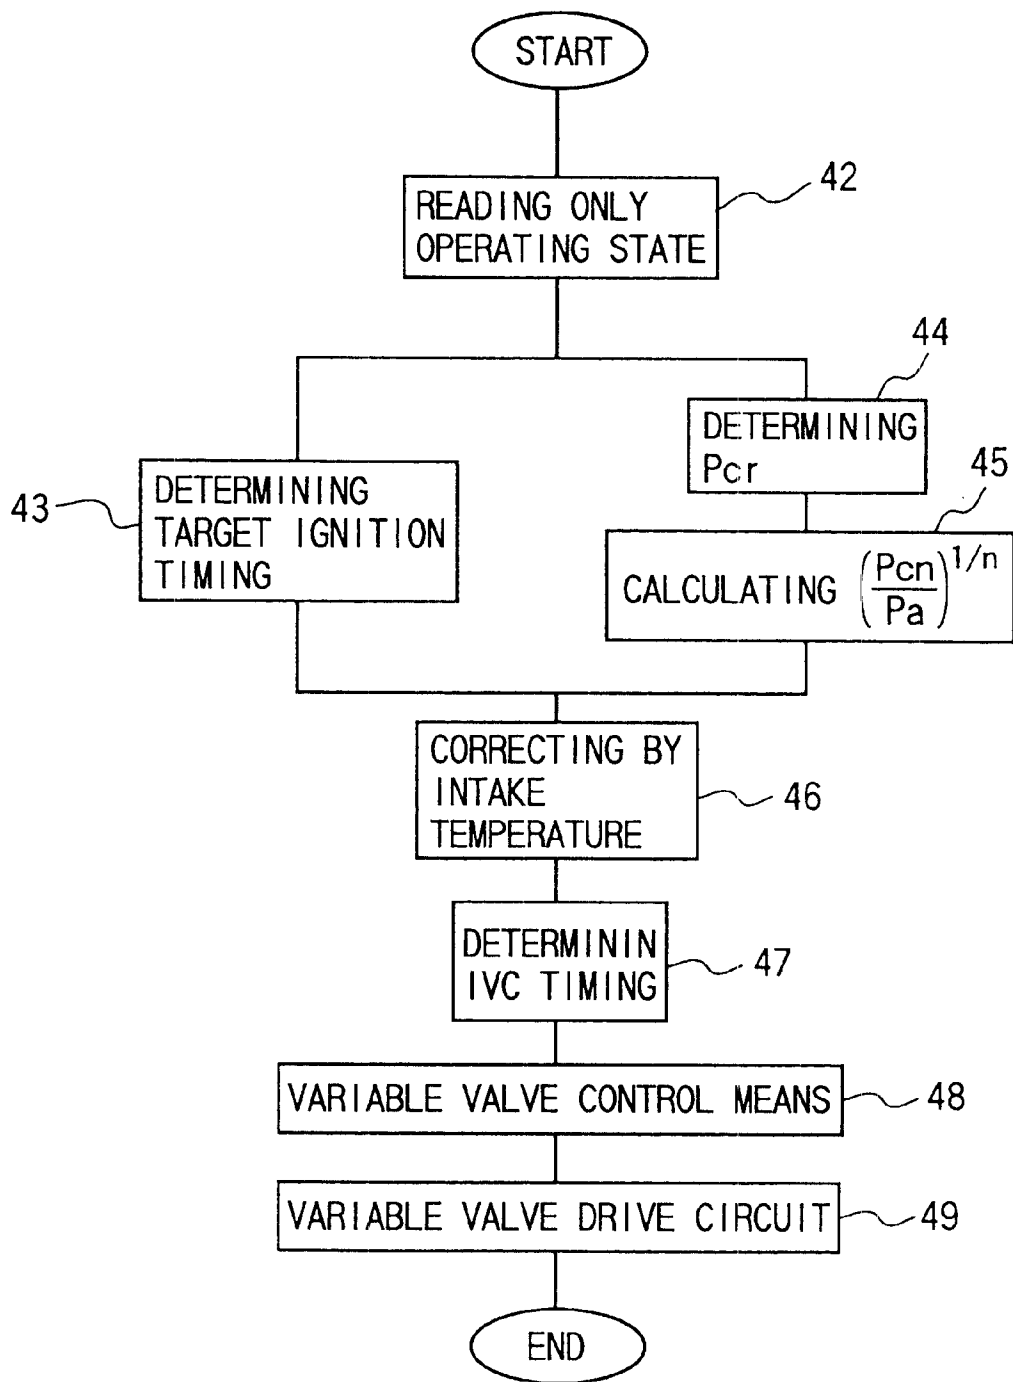 START
42
READING ONLY
OPERATING STATE
44
DETERMINING
Pcr
43
DETERMINING
TARGET IGNITION
TIMING
45
CALCULATING (Pcn/Pa)^1/n
CORRECTING BY
INTAKE
TEMPERATURE
46
DETERMININ
IVC TIMING
47
VARIABLE VALVE CONTROL MEANS
48
VARIABLE VALVE DRIVE CIRCUIT
49
END